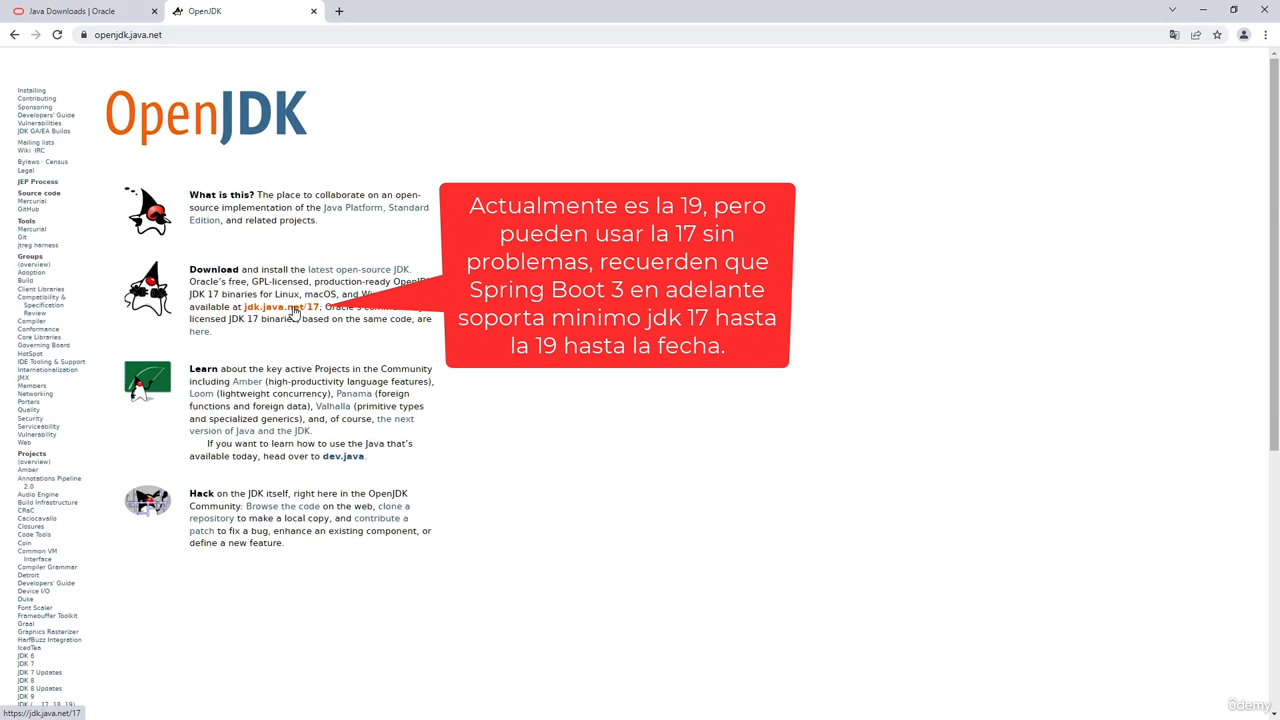 Java Downloads | Oracle
OpenJDK
openjdk.java.net
Installing
Contributing
Sponsoring
Developers' Guide
Vulnerabilities
JDK GA/EA Builds
Mailing lists
Wiki · IRC
Bylaws · Census
Legal
JEP Process
Source code
Mercurial
GitHub
Tools
Mercurial
Git
jtreg harness
Groups
(overview)
Adoption
Build
Client Libraries
Compatibility &
Specification
Review
Compiler
Conformance
Core Libraries
Governing Board
HotSpot
IDE Tooling & Support
Internationalization
JMX
Members
Networking
Porters
Quality
Security
Serviceability
Vulnerability
Web
Projects
(overview)
Amber
Annotations Pipeline
2.0
Audio Engine
Build Infrastructure
CRaC
Caciocavallo
Closures
Code Tools
Coin
Common VM
Interface
Compiler Grammar
Detroit
Developers' Guide
Device I/O
Duke
Font Scaler
Framebuffer Toolkit
Graal
Graphics Rasterizer
HarfBuzz Integration
IcedTea
JDK 6
JDK 7
JDK 7 Updates
JDK 8
JDK 8 Updates
JDK 9
OpenJDK
What is this? The place to collaborate on an open-
source implementation of the Java Platform, Standard
Edition, and related projects.
Download and install the latest open-source JDK.
Oracle's free, GPL-licensed, production-ready
JDK 17 binaries for Linux, macOS, and
available at jdk.java.net/17; Oracle's
licensed JDK 17 binaries, based on the same code, are
here.
Learn about the key active Projects in the Community
including Amber (high-productivity language features),
Loom (lightweight concurrency), Panama (foreign
functions and foreign data), Valhalla (primitive types
and specialized generics), and, of course, the next
version of Java and the JDK.
If you want to learn how to use the Java that's
available today, head over to dev.java.
Hack on the JDK itself, right here in the OpenJDK
Community: Browse the code on the web, clone a
repository to make a local copy, and contribute a
patch to fix a bug, enhance an existing component, or
define a new feature.
Actualmente es la 19, pero
pueden usar la 17 sin
problemas, recuerden que
Spring Boot 3 en adelante
soporta minimo jdk 17 hasta
la 19 hasta la fecha.
https://jdk.java.net/17
ûdemy